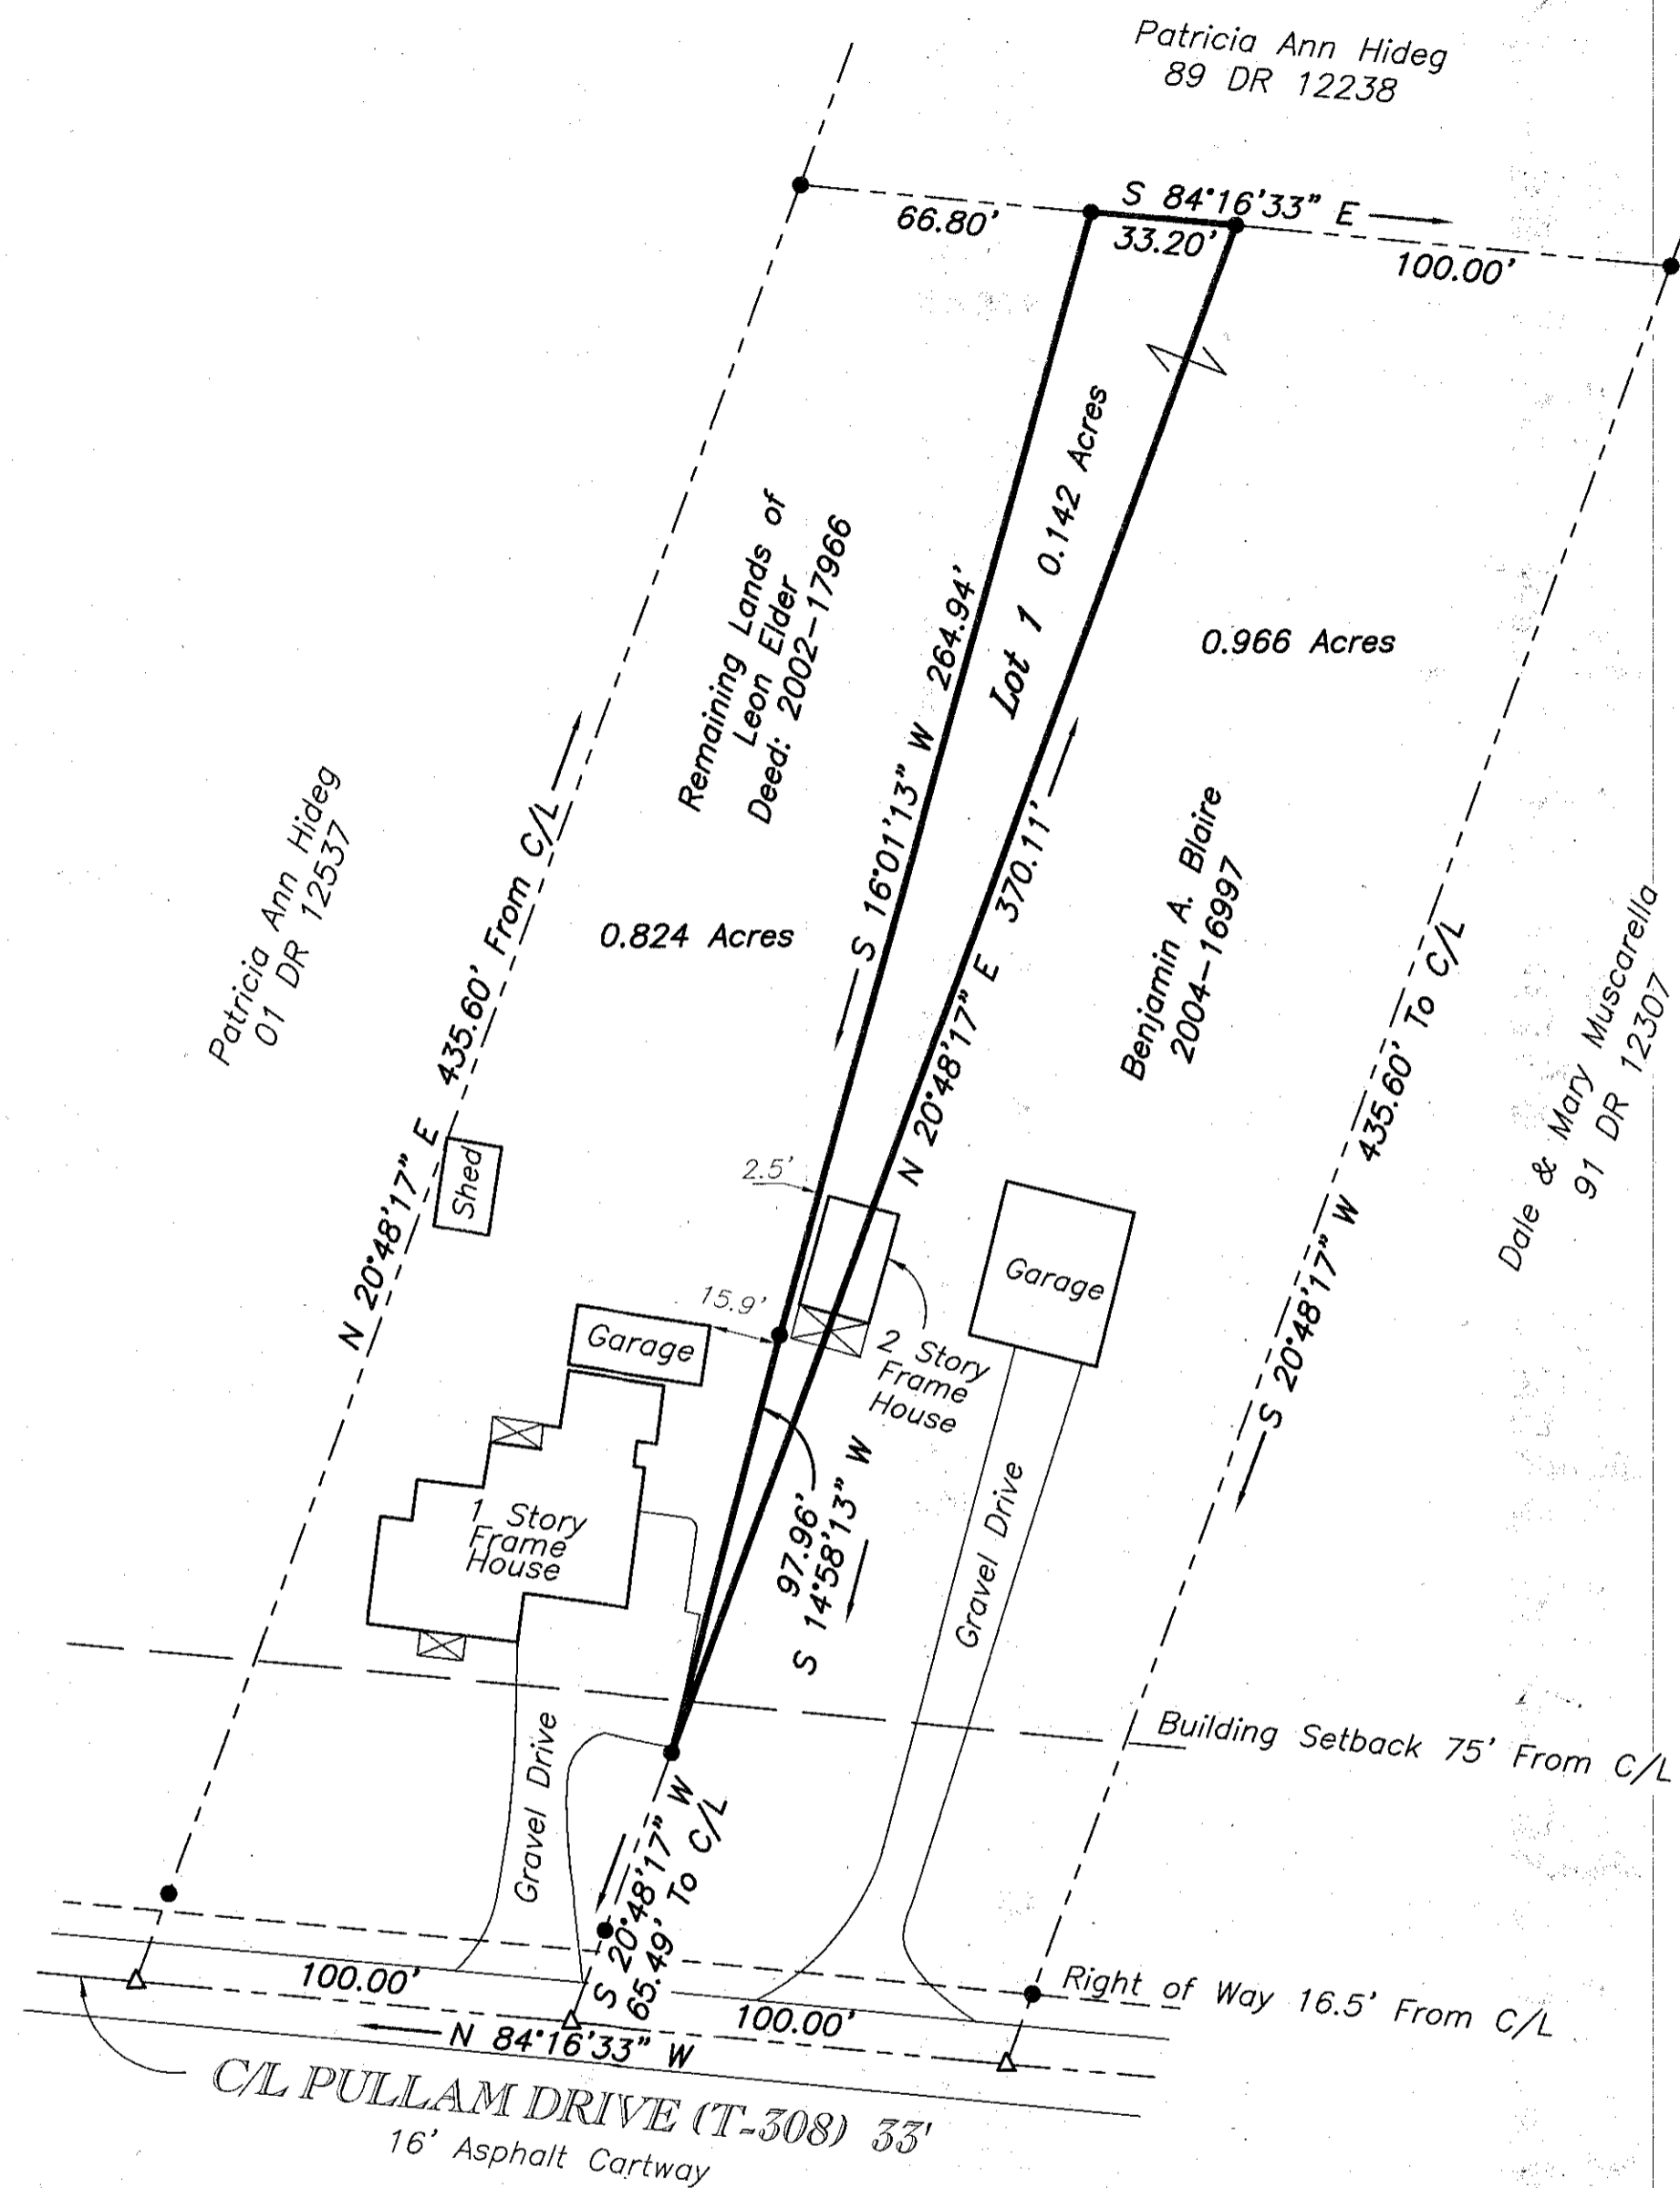 Patricia Ann Hideg
89 DR 12238
S 84°16'33" E
66.80'
33.20'
100.00'
Remaining Lands of
Leon Elder
Deed: 2002-17966
S 16°01'13" W 264.94'
Lot 1 0.142 Acres
0.966 Acres
N 20°48'17" E 370.11'
Patricia Ann Hideg
01 DR 12537
N 20°48'17" E 435.60' From C/L
0.824 Acres
Benjamin A. Blaire
2004-16997
S 20°48'17" W 435.60' To C/L
Dale & Mary Muscarella
91 DR 12307
Shed
2.5'
15.9'
Garage
Garage
2 Story
Frame
House
1 Story
Frame
House
97.96'
S 14°58'13" W
Gravel Drive
Gravel Drive
Building Setback 75' From C/L
S 20°48'17" W
65.49' To C/L
Right of Way 16.5' From C/L
100.00'
100.00'
N 84°16'33" W
C/L PULLAM DRIVE (T-308) 33'
16' Asphalt Cartway